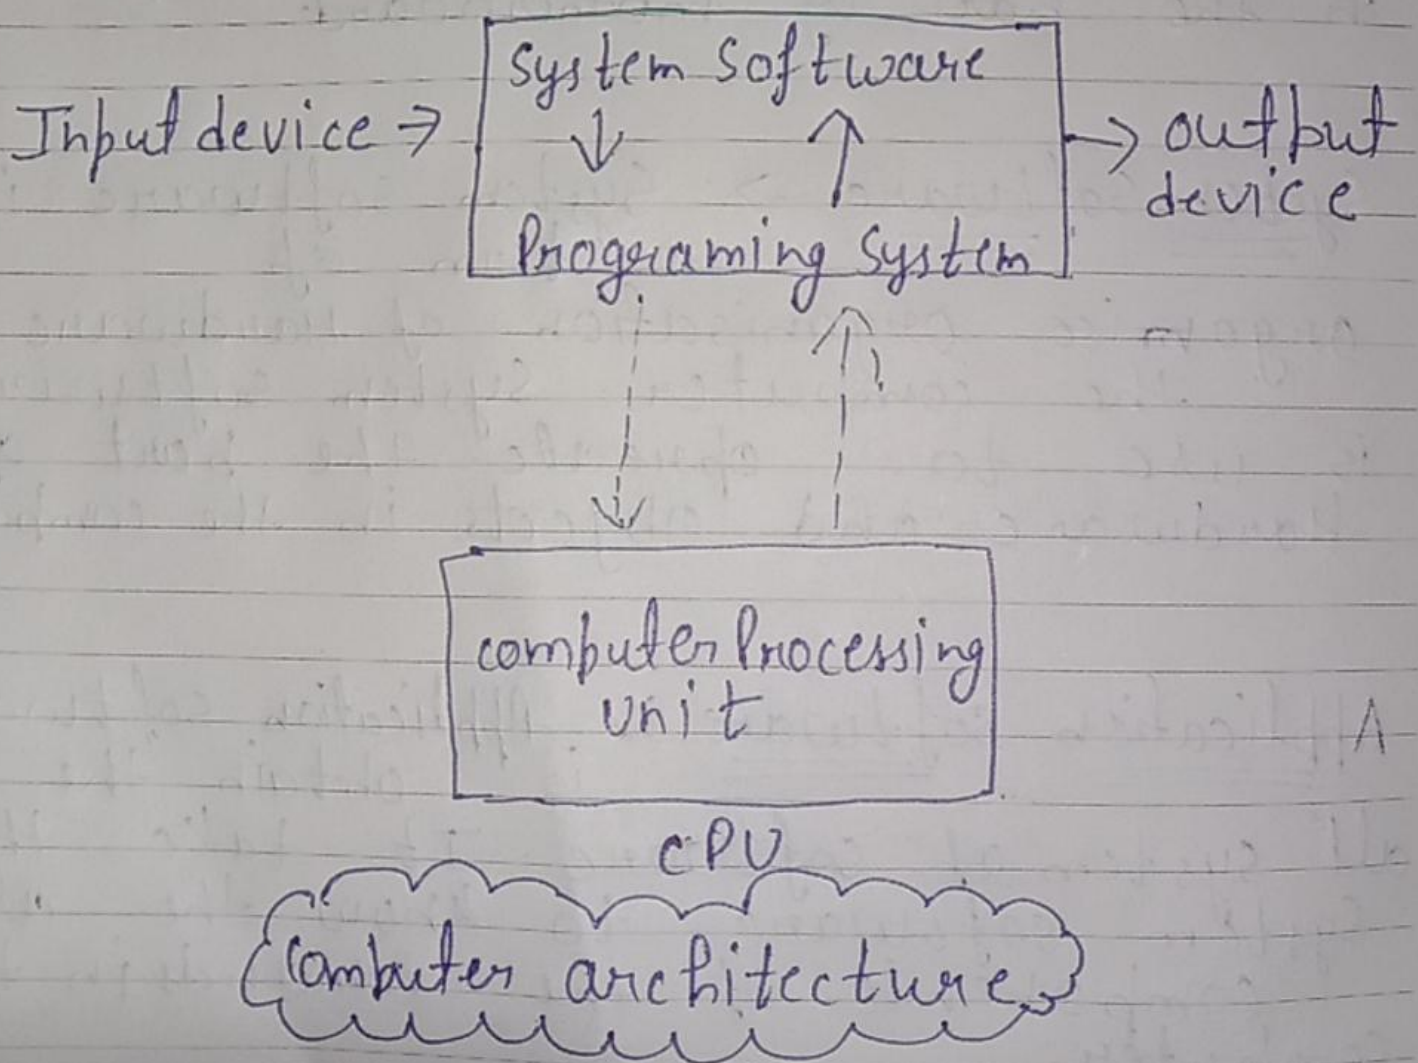 System Software
Input device → ↓ ↑ → output
device
Programing System
computer Processing
unit
CPU
Computer architecture